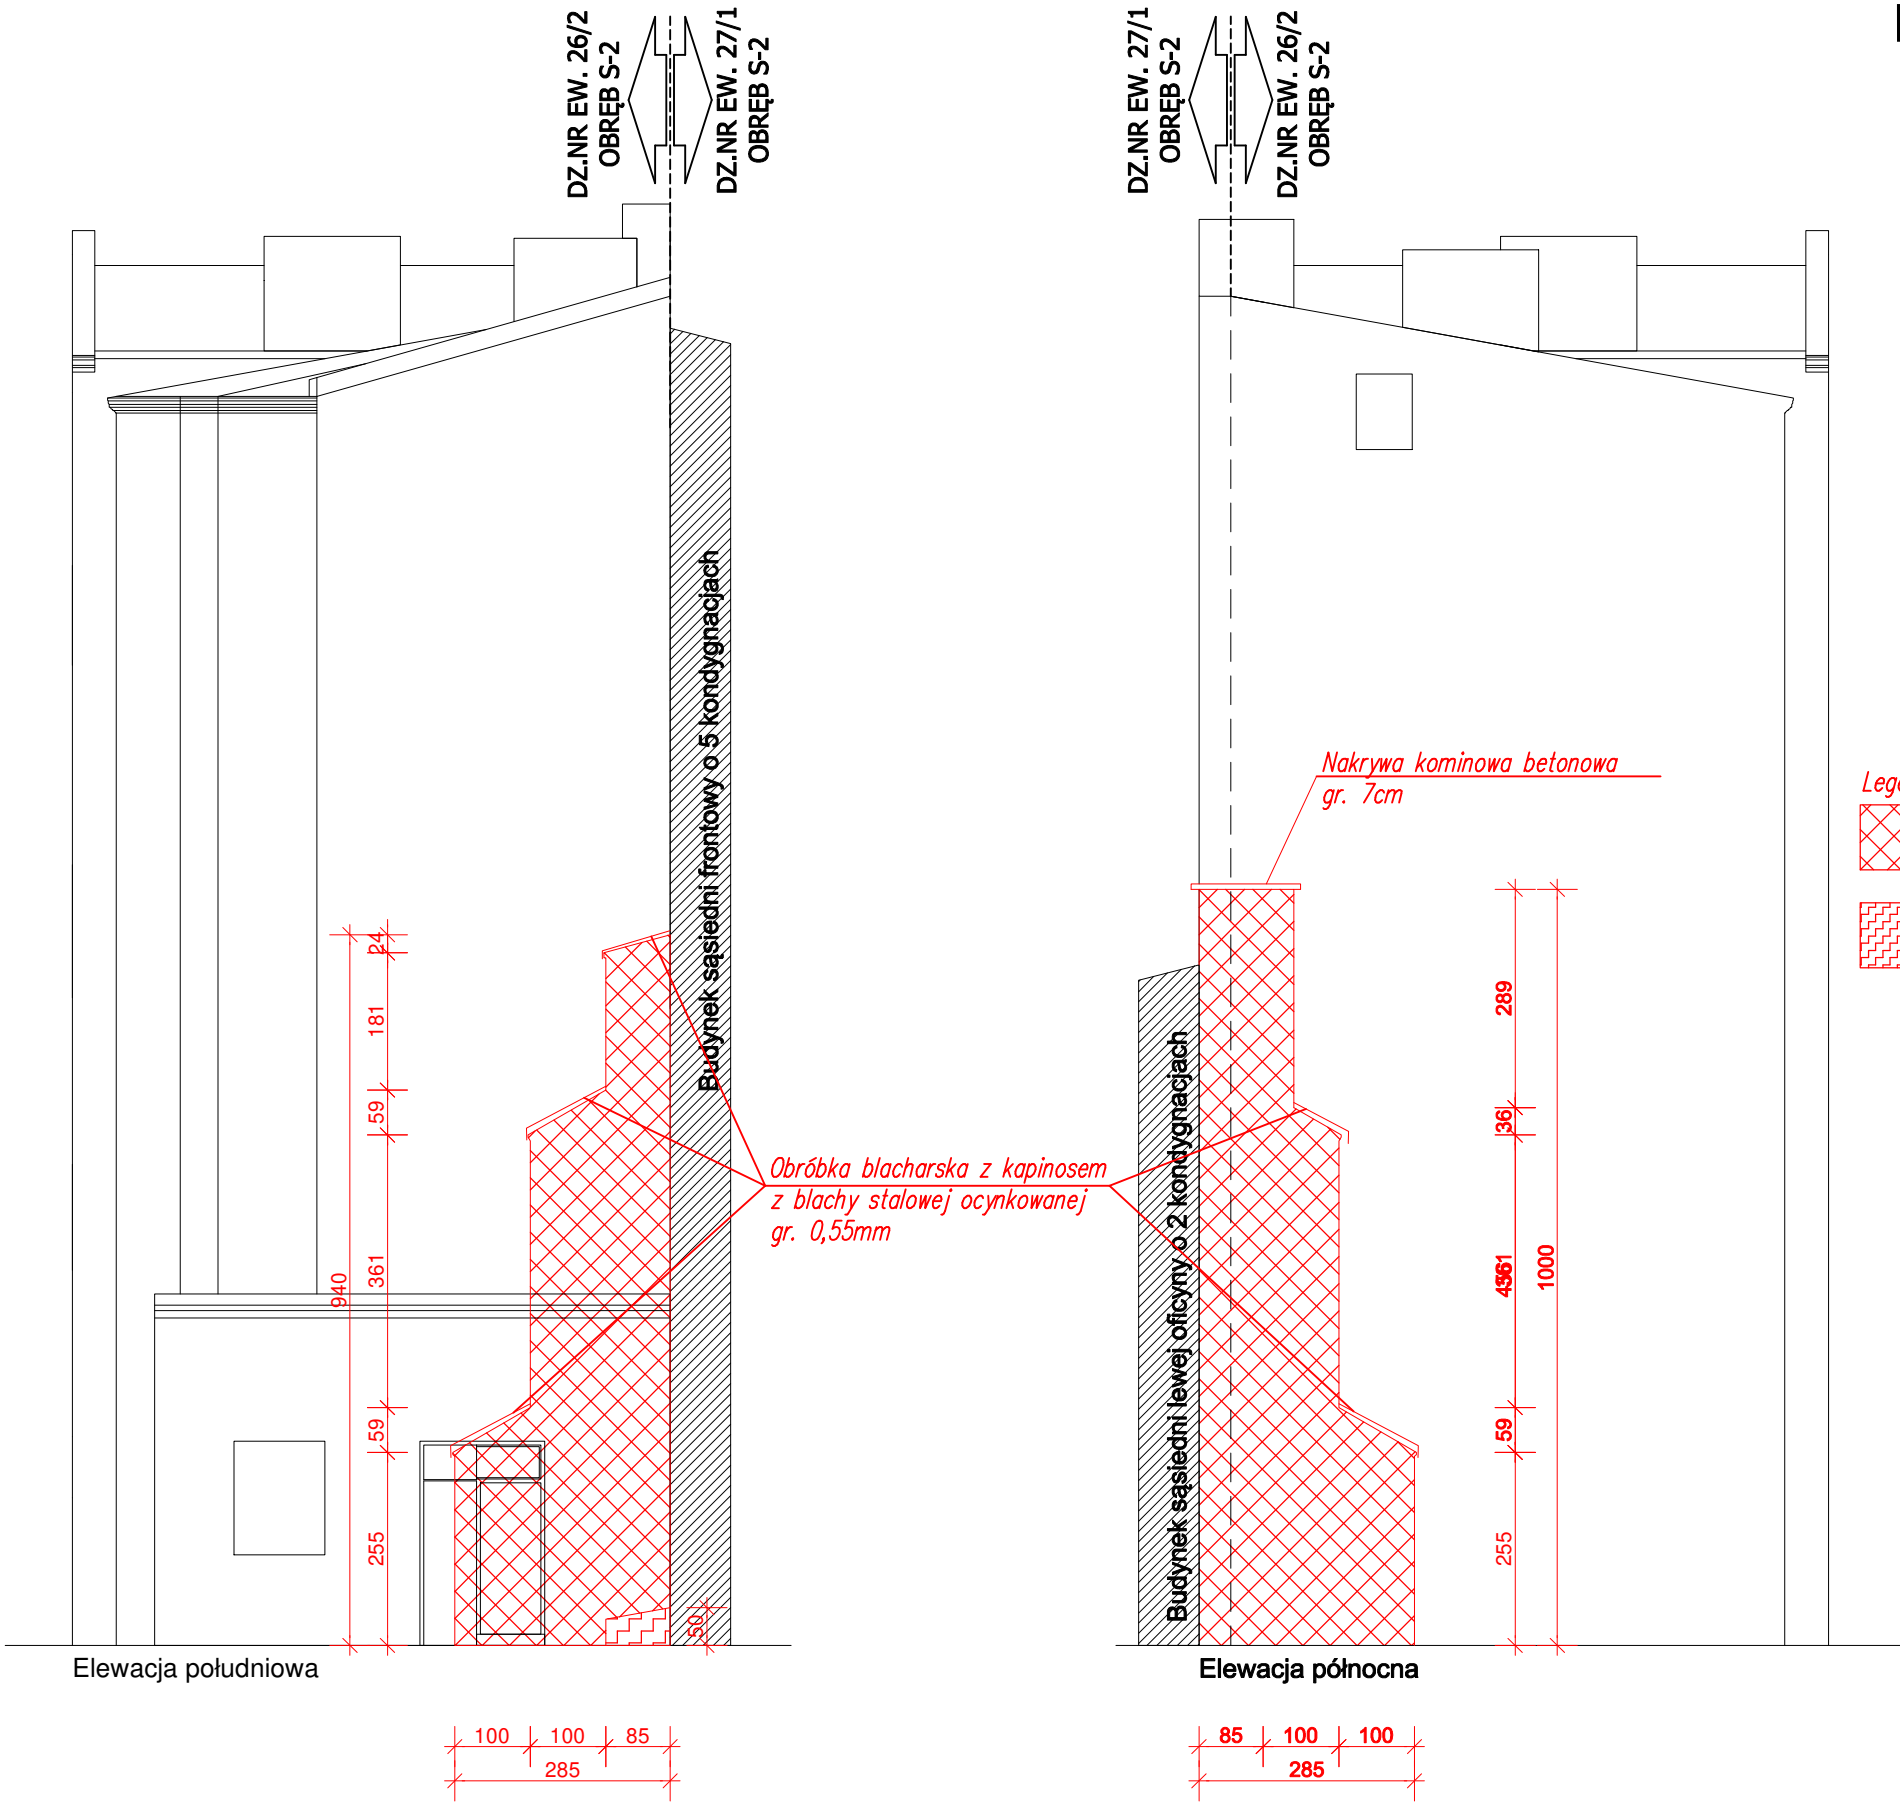 DZ.NR EW. 26/2
OBRĘB S-2
DZ.NR EW. 27/1
OBRĘB S-2
DZ.NR EW. 27/1
OBRĘB S-2
DZ.NR EW. 26/2
OBRĘB S-2
Budynek sąsiedni frontowy o 5 kondygnacjach
Nakrywa kominowa betonowa
gr. 7cm
24
181
59
361
940
59
255
50
Obróbka blacharska z kapinosem
z blachy stalowej ocynkowanej
gr. 0,55mm
Budynek sąsiedni lewej oficyny o 2 kondygnacjach
289
36
1000
59
255
Elewacja południowa
Elewacja północna
100 100 85
285
85 100 100
285